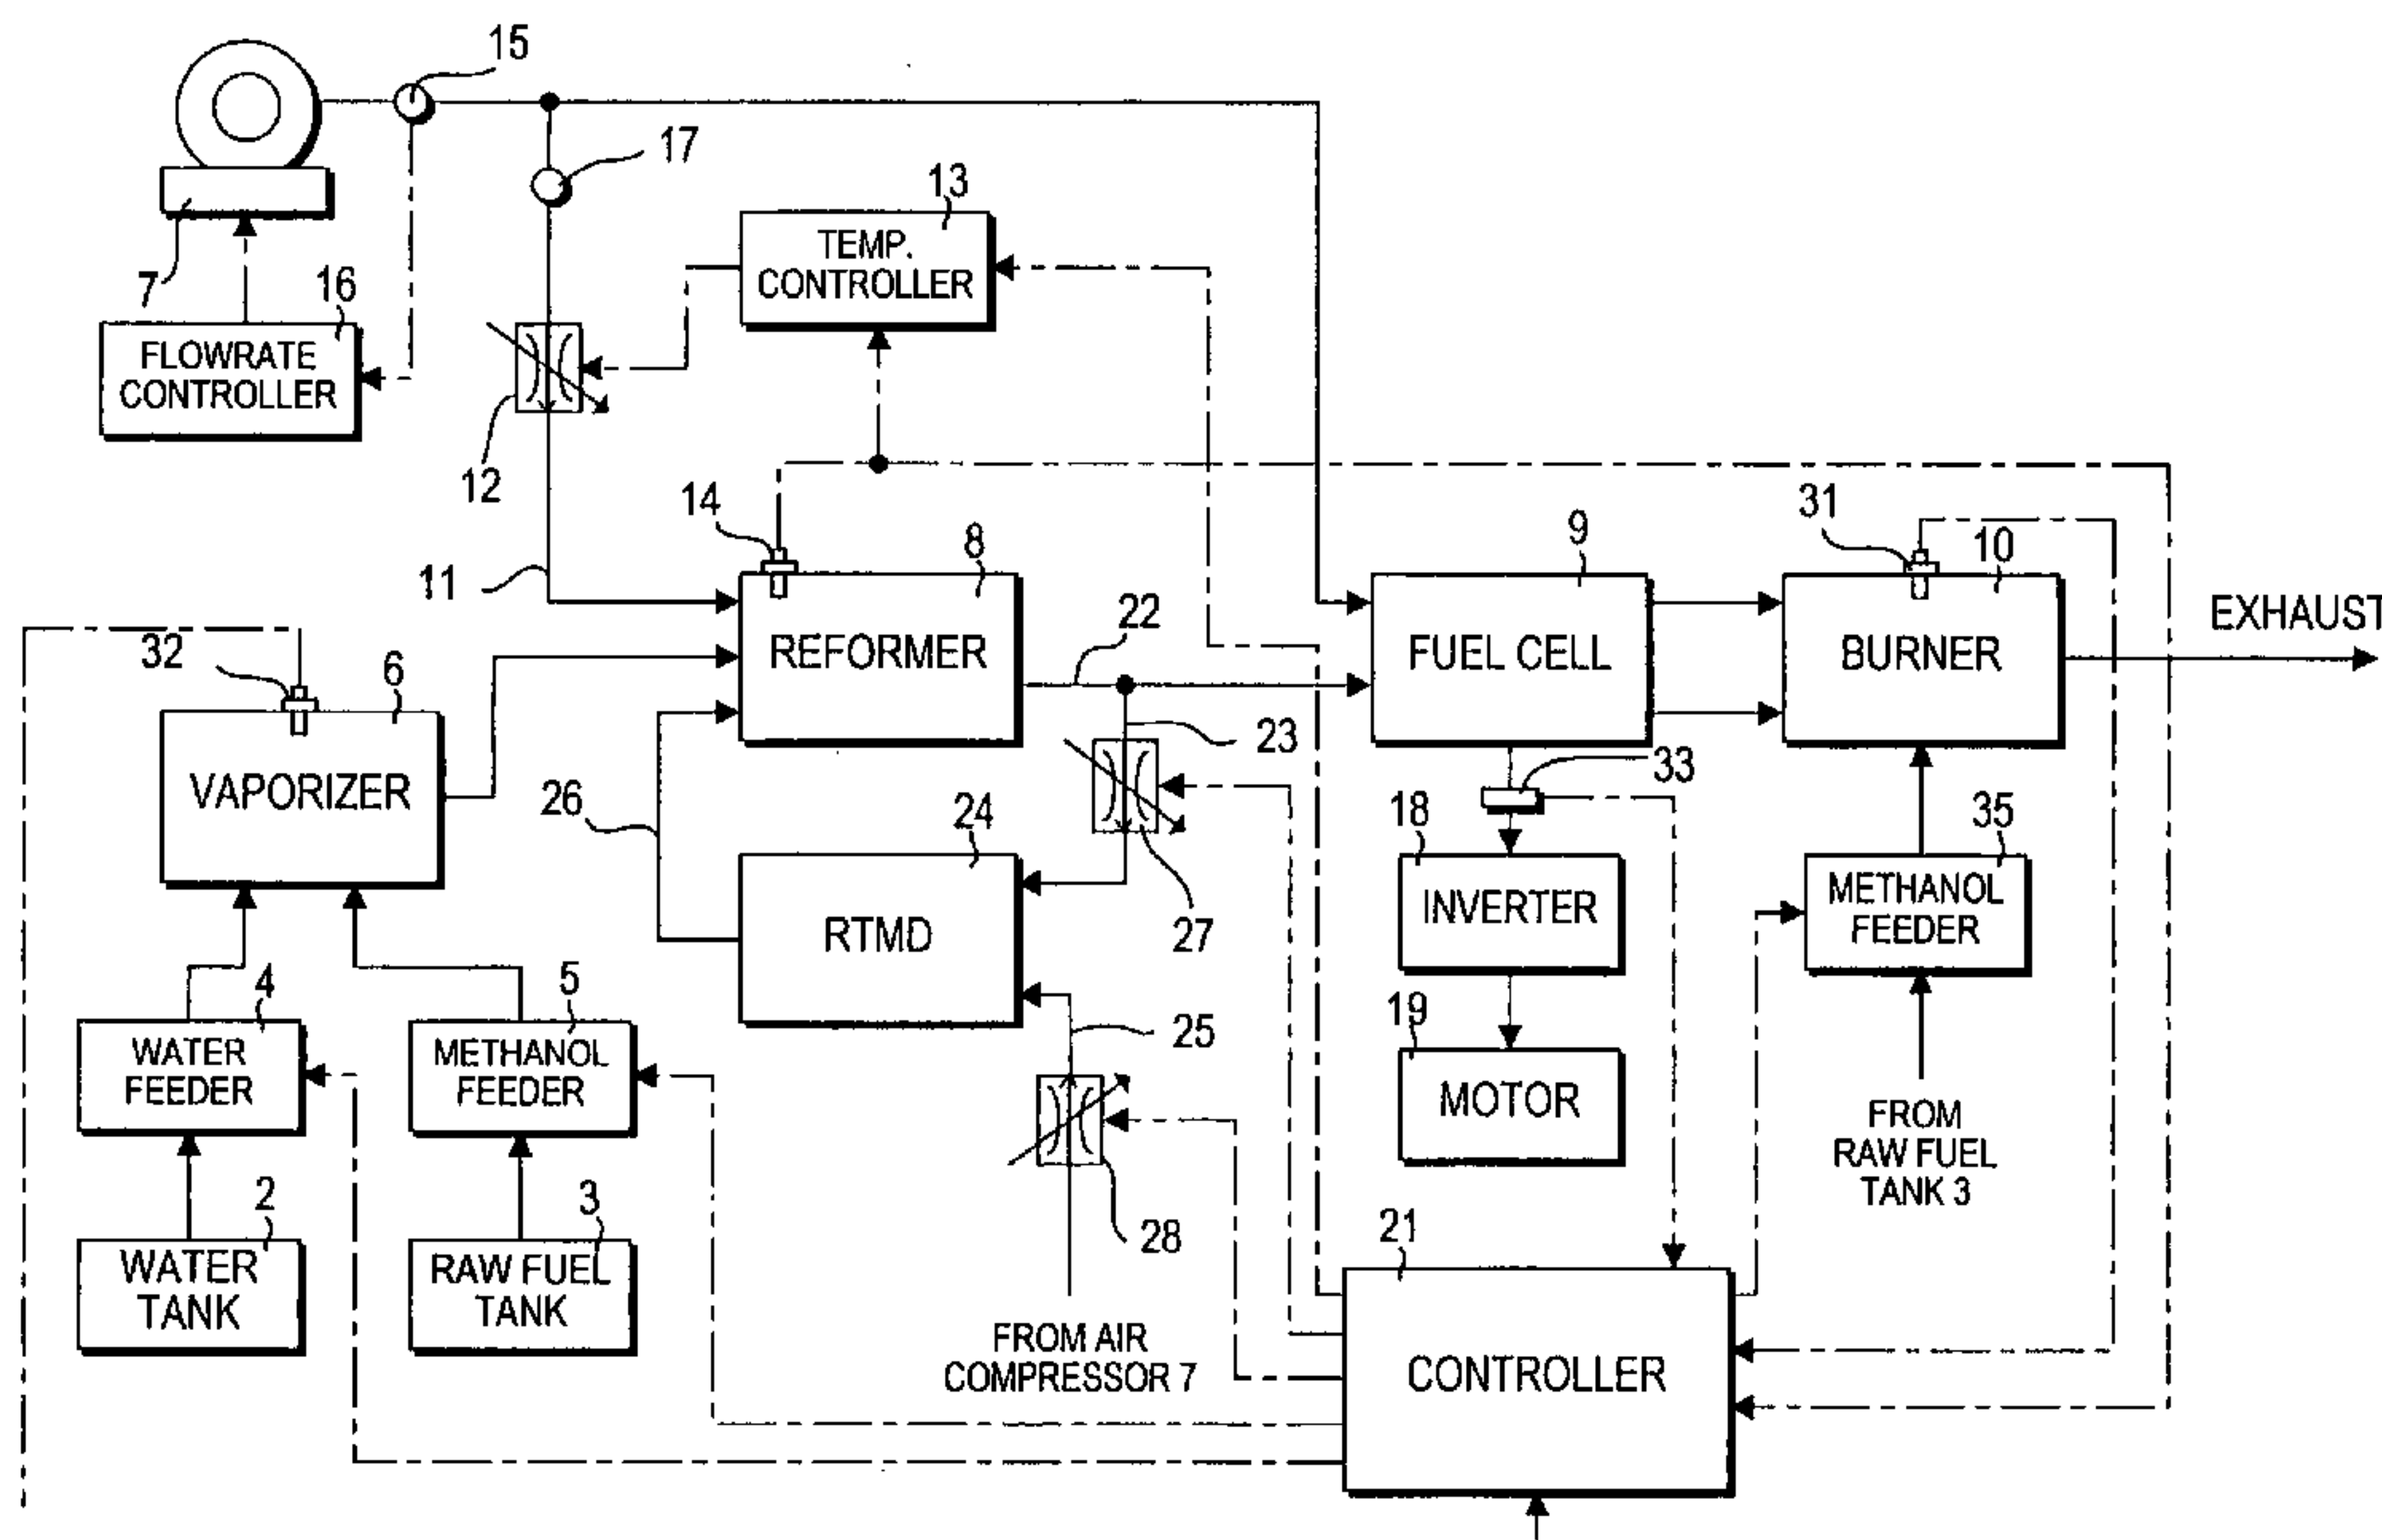 15
17
13
TEMP.
CONTROLLER
7
16
FLOWRATE
CONTROLLER
12
14
8
REFORMER
11
9
FUEL CELL
31
10
BURNER
EXHAUST
22
32
6
VAPORIZER
23
33
26
24
RTMD
27
18
INVERTER
35
METHANOL
FEEDER
4
WATER
FEEDER
5
METHANOL
FEEDER
25
19
MOTOR
FROM
RAW FUEL
TANK 3
2
WATER
TANK
3
RAW FUEL
TANK
28
21
CONTROLLER
FROM AIR
COMPRESSOR 7